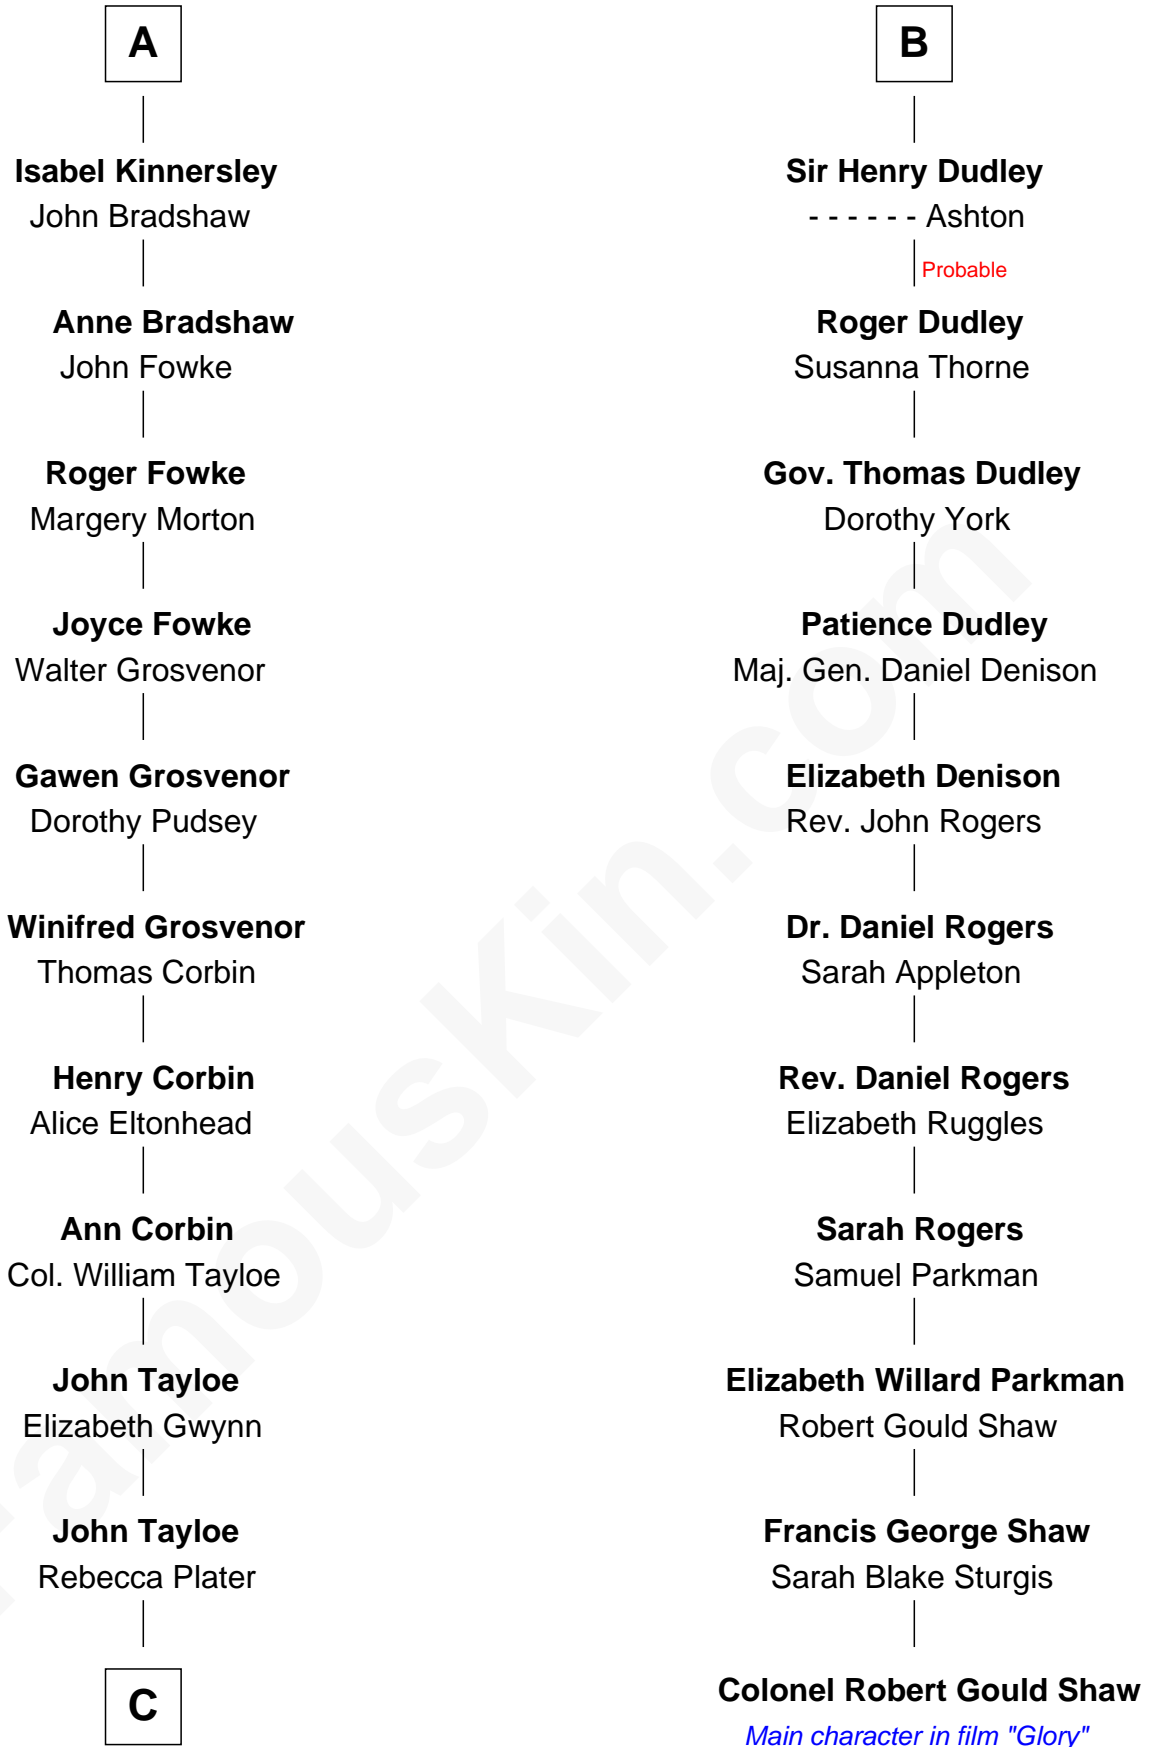 A
Isabel Kinnersley
John Bradshaw
Anne Bradshaw
John Fowke
Roger Fowke
Margery Morton
Joyce Fowke
Walter Grosvenor
Gawen Grosvenor
Dorothy Pudsey
Winifred Grosvenor
Thomas Corbin
Henry Corbin
Alice Eltonhead
Ann Corbin
Col. William Tayloe
John Tayloe
Elizabeth Gwynn
John Tayloe
Rebecca Plater
C
B
Sir Henry Dudley
- - - - - - Ashton
Probable
Roger Dudley
Susanna Thorne
Gov. Thomas Dudley
Dorothy York
Patience Dudley
Maj. Gen. Daniel Denison
Elizabeth Denison
Rev. John Rogers
Dr. Daniel Rogers
Sarah Appleton
Rev. Daniel Rogers
Elizabeth Ruggles
Sarah Rogers
Samuel Parkman
Elizabeth Willard Parkman
Robert Gould Shaw
Francis George Shaw
Sarah Blake Sturgis
Colonel Robert Gould Shaw
Main character in film "Glory"
FamousKin.com